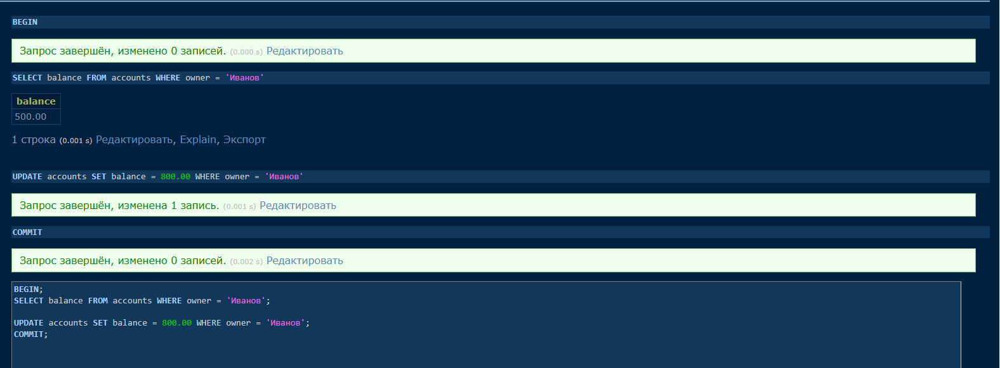 BEGIN
Запрос завершён, изменено 0 записей. (0.000 s) Редактировать
SELECT balance FROM accounts WHERE owner = 'Иванов'
balance
500.00
1 строка (0.001 s) Редактировать, Explain, Экспорт
UPDATE accounts SET balance = 800.00 WHERE owner = 'Иванов'
Запрос завершён, изменена 1 запись. (0.001 s) Редактировать
COMMIT
Запрос завершён, изменено 0 записей. (0.002 s) Редактировать
BEGIN;
SELECT balance FROM accounts WHERE owner = 'Иванов';
UPDATE accounts SET balance = 800.00 WHERE owner = 'Иванов';
COMMIT;